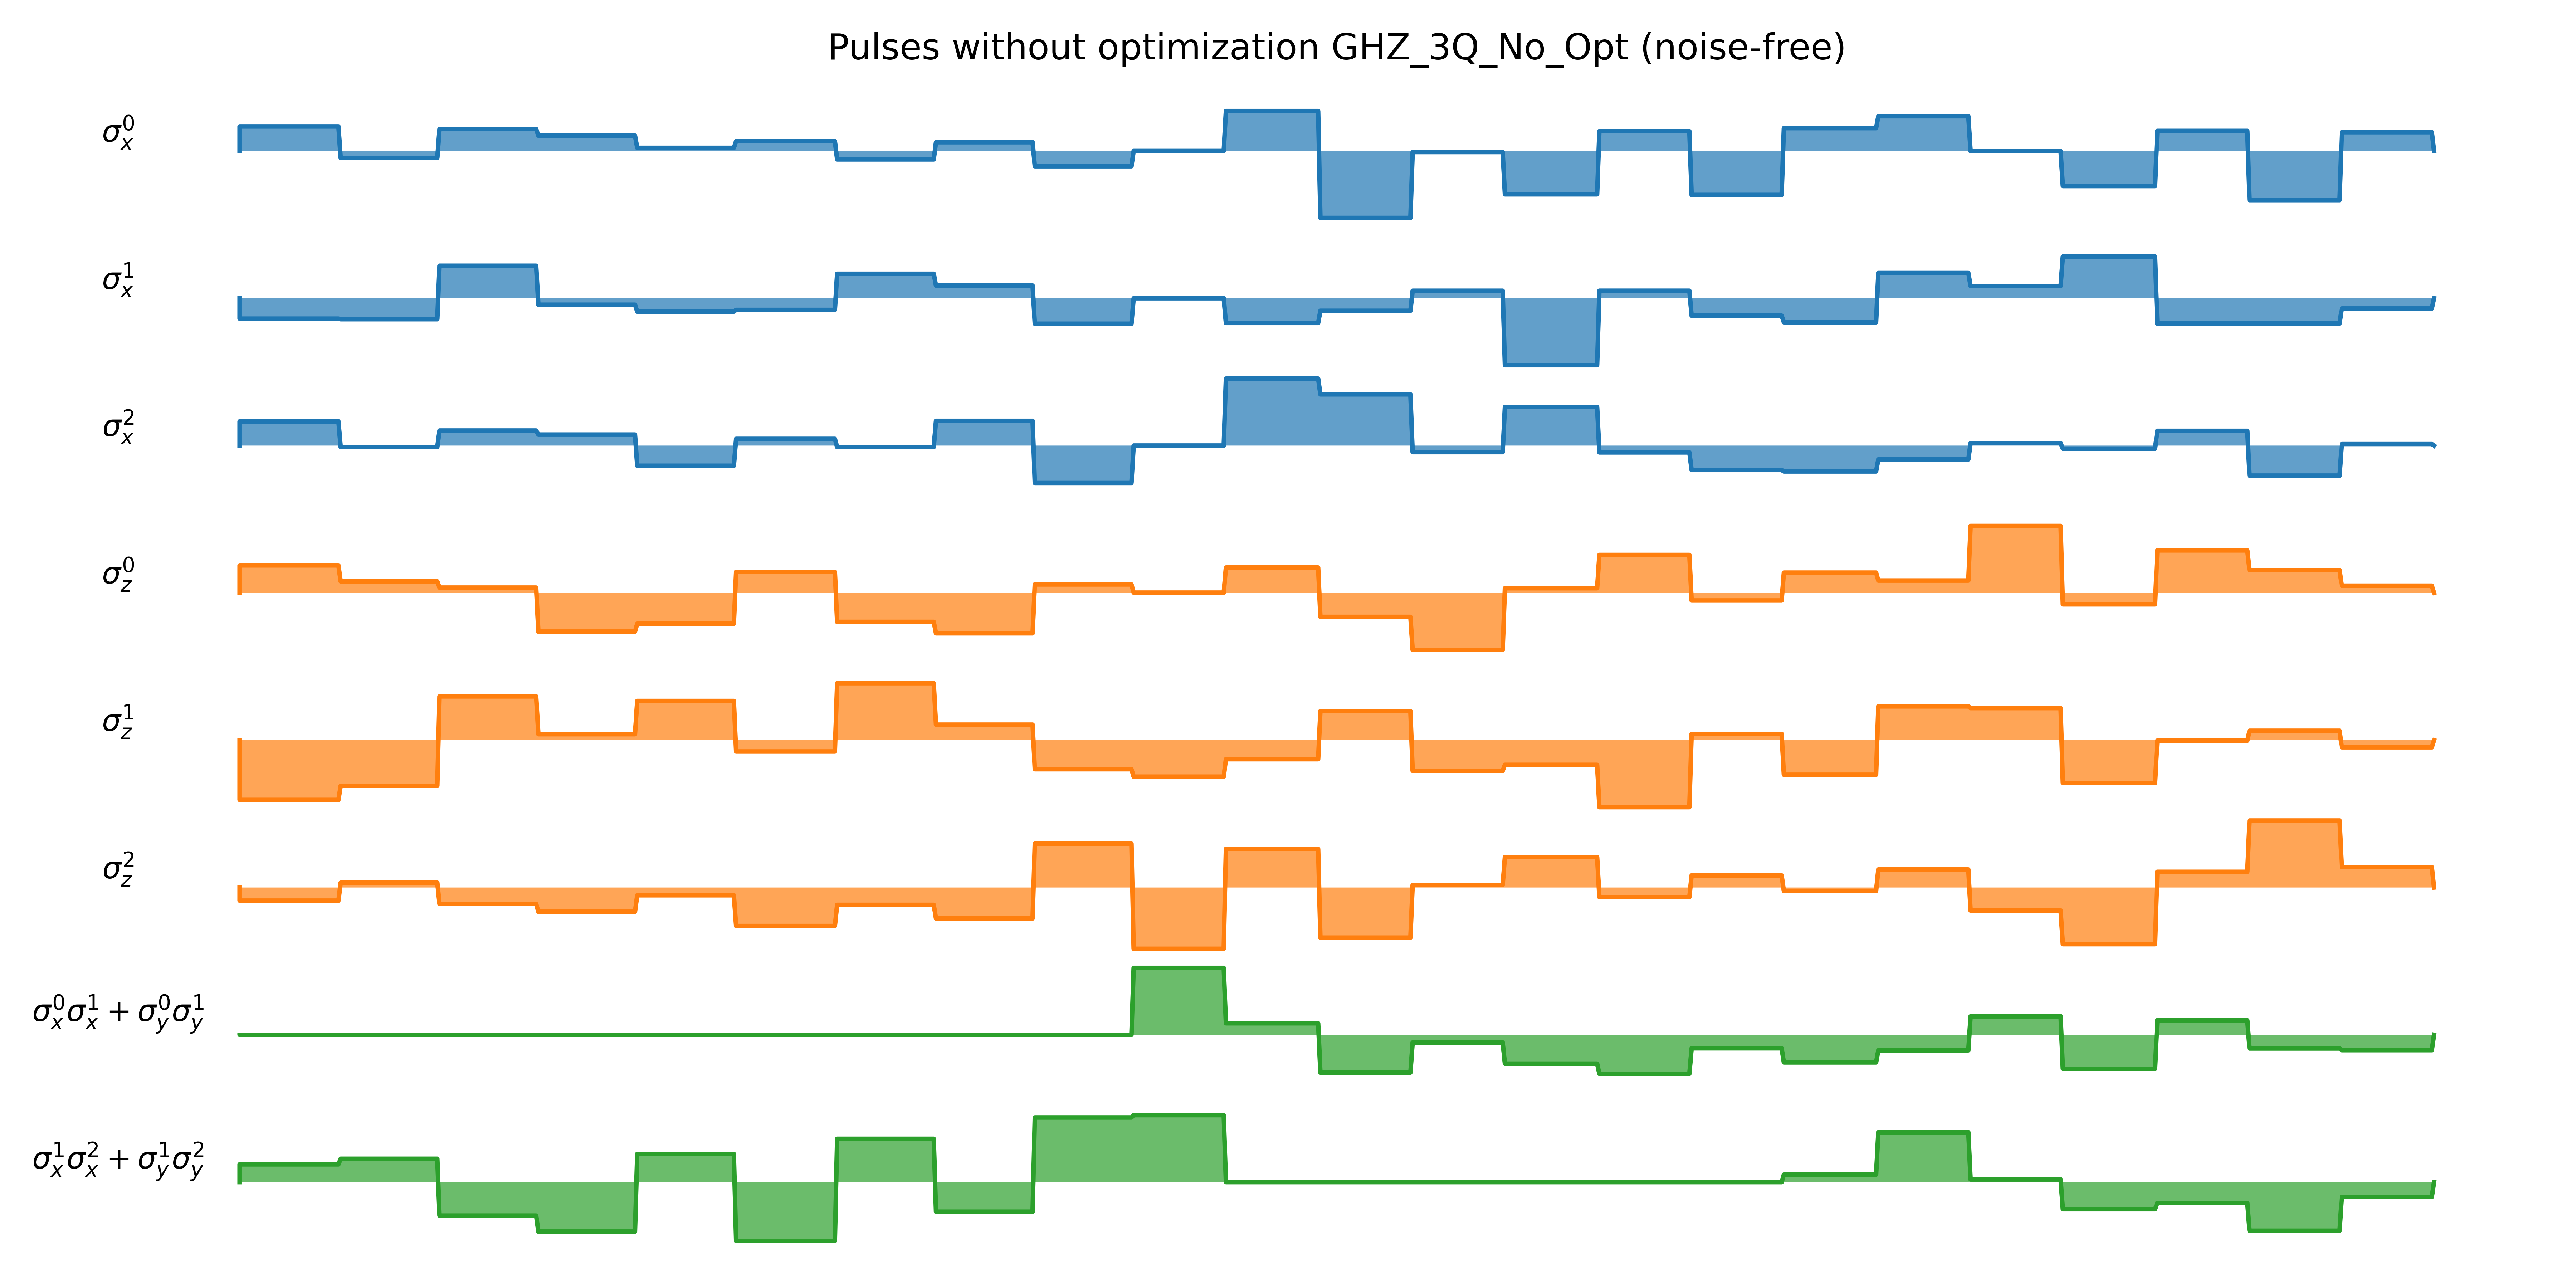 Pulses without optimization GHZ_3Q_No_Opt (noise-free)
σ_x^0
σ_x^1
σ_x^2
σ_z^0
σ_z^1
σ_z^2
σ_x^0σ_x^1 + σ_y^0σ_y^1
σ_x^1σ_x^2 + σ_y^1σ_y^2